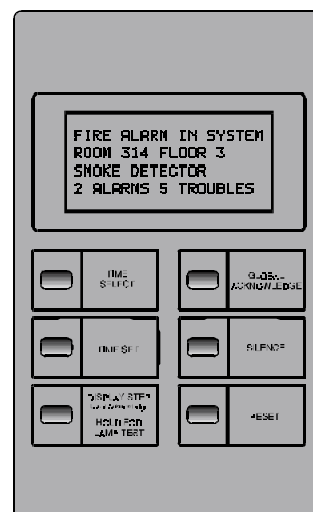 FIRE ALARM IN SYSTEM
ROOM 314 FLOOR 3
SMOKE DETECTOR
2 ALARMS 5 TROUBLES
TIME
SELECT
GLOBAL
ACKNOWLEDGE
TIME SET
SILENCE
DISPLAY STEP
HOLD FOR
LAMP TEST
RESET